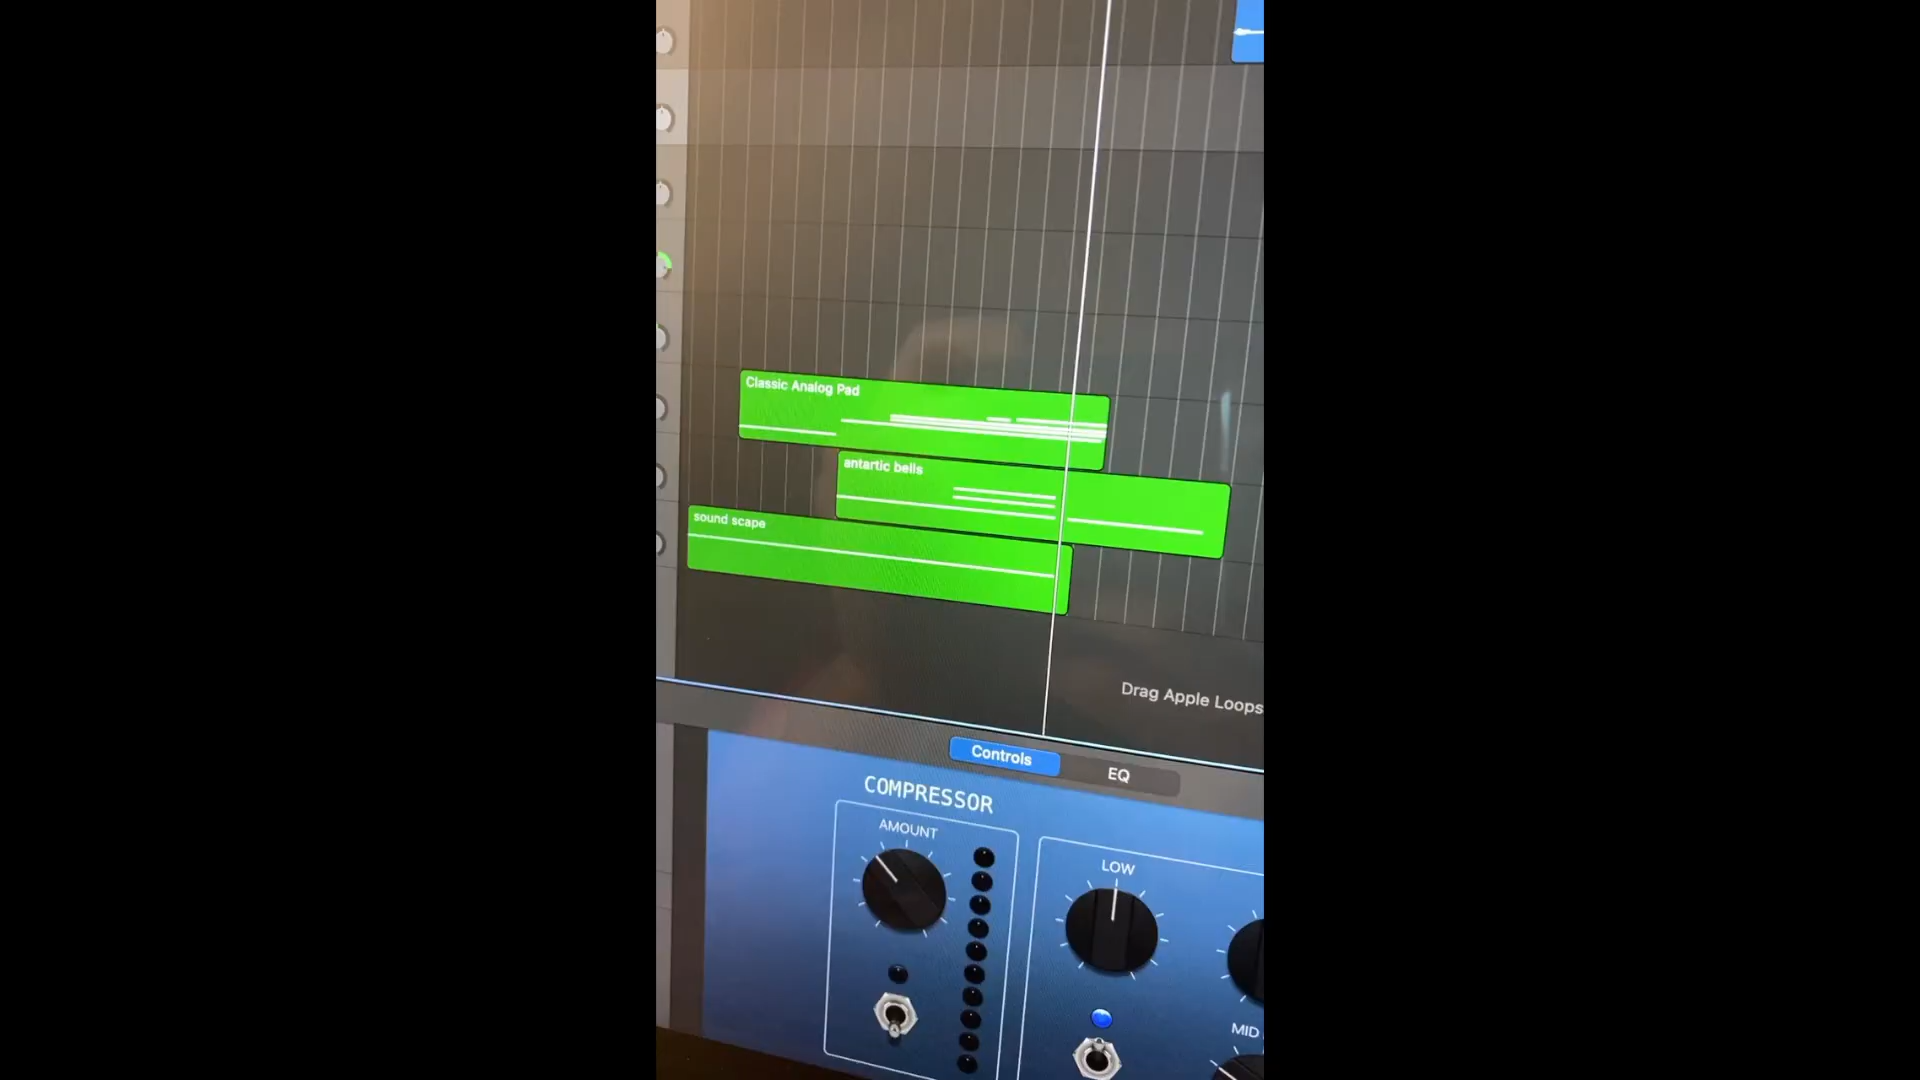 Classic Analog Pad
antartic bells
sound scape
Drag Apple Loops
Controls
EQ
COMPRESSOR
AMOUNT
LOW
MID